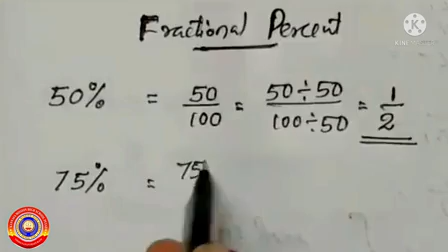 Fractional Percent
50% = 50/100 = 50÷50/100÷50 = 1/2
75% = 75